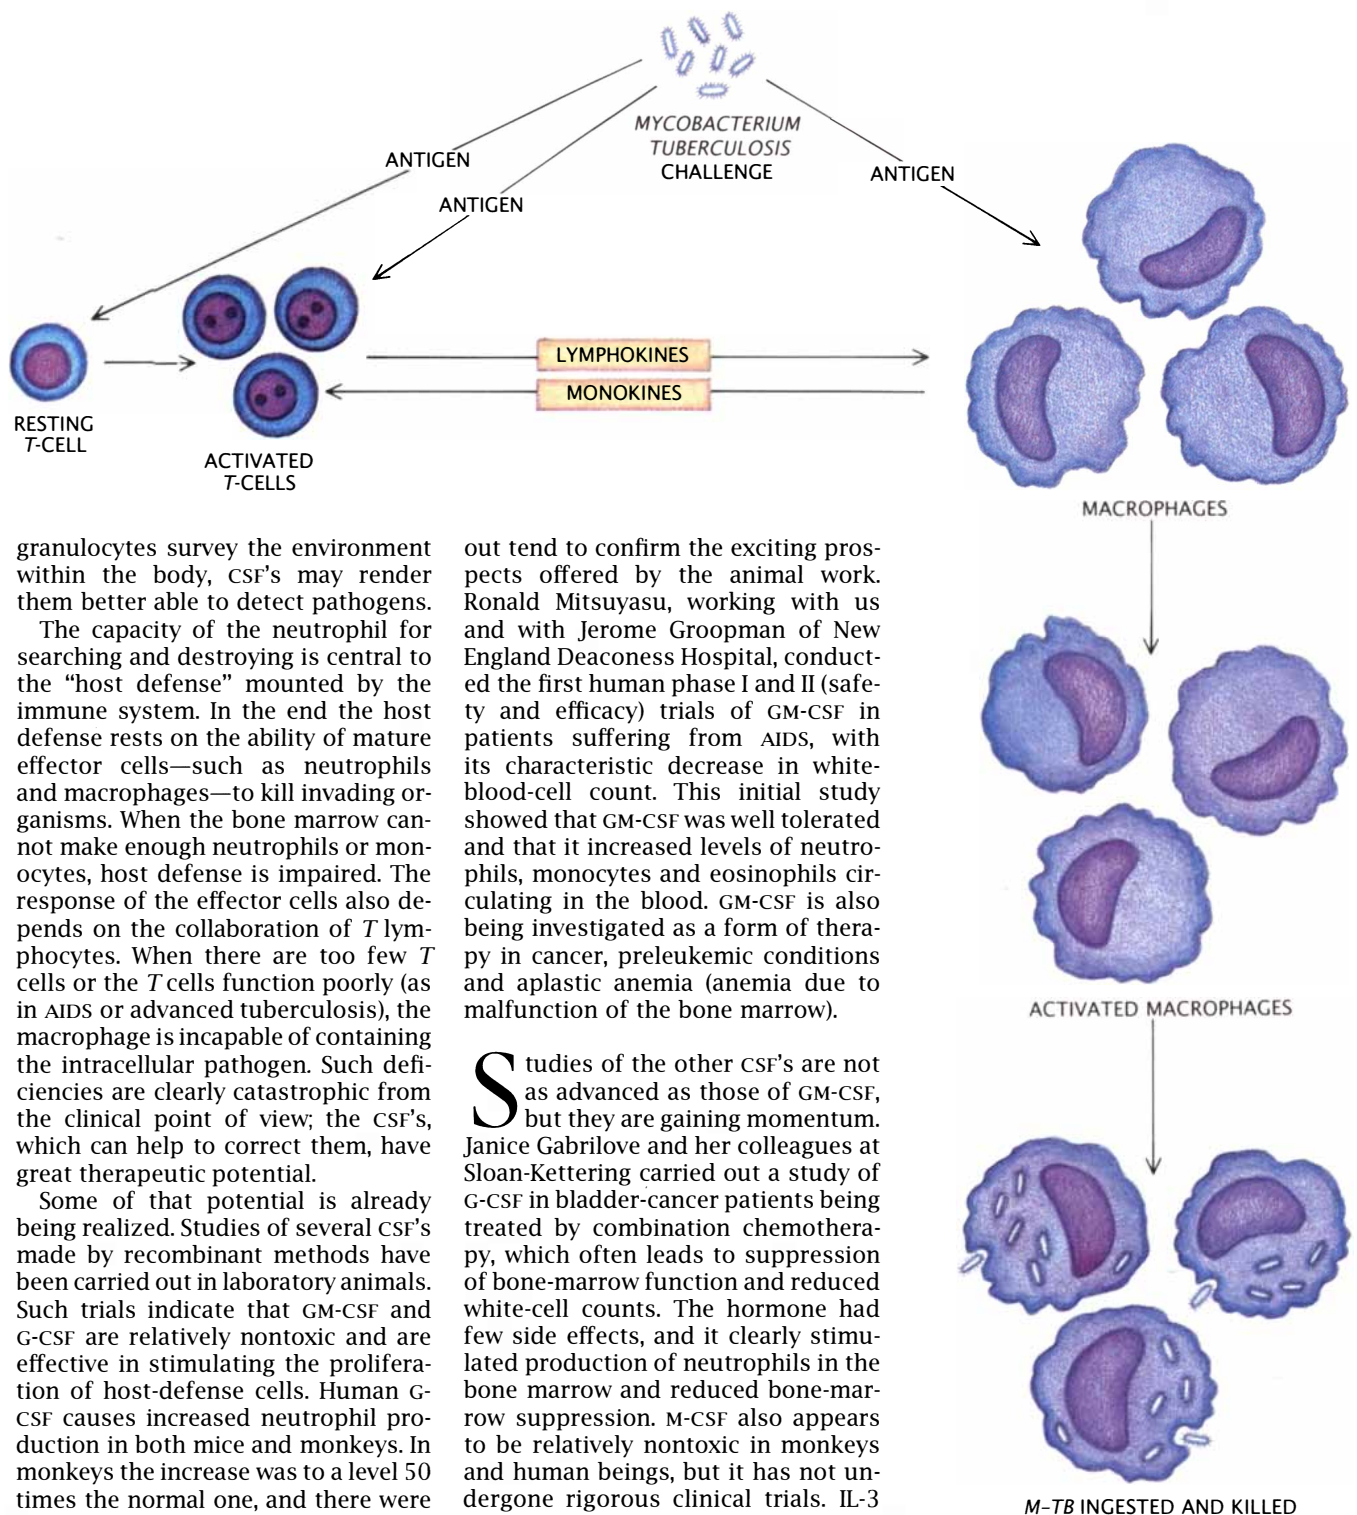 MYCOBACTERIUM
TUBERCULOSIS
CHALLENGE
ANTIGEN
ANTIGEN
ANTIGEN
LYMPHOKINES
MONOKINES
RESTING
T-CELL
ACTIVATED
T-CELLS
MACROPHAGES
ACTIVATED MACROPHAGES
M-TB INGESTED AND KILLED
granulocytes survey the environment
within the body, CSF's may render
them better able to detect pathogens.
The capacity of the neutrophil for
searching and destroying is central to
the “host defense” mounted by the
immune system. In the end the host
defense rests on the ability of mature
effector cells—such as neutrophils
and macrophages—to kill invading or-
ganisms. When the bone marrow can-
not make enough neutrophils or mon-
ocytes, host defense is impaired. The
response of the effector cells also de-
pends on the collaboration of T lym-
phocytes. When there are too few T
cells or the T cells function poorly (as
in AIDS or advanced tuberculosis), the
macrophage is incapable of containing
the intracellular pathogen. Such defi-
ciencies are clearly catastrophic from
the clinical point of view; the CSF's,
which can help to correct them, have
great therapeutic potential.
Some of that potential is already
being realized. Studies of several CSF's
made by recombinant methods have
been carried out in laboratory animals.
Such trials indicate that GM-CSF and
G-CSF are relatively nontoxic and are
effective in stimulating the prolifera-
tion of host-defense cells. Human G-
CSF causes increased neutrophil pro-
duction in both mice and monkeys. In
monkeys the increase was to a level 50
times the normal one, and there were
out tend to confirm the exciting pros-
pects offered by the animal work.
Ronald Mitsuyasu, working with us
and with Jerome Groopman of New
England Deaconess Hospital, conduct-
ed the first human phase I and II (safe-
ty and efficacy) trials of GM-CSF in
patients suffering from AIDS, with
its characteristic decrease in white-
blood-cell count. This initial study
showed that GM-CSF was well tolerated
and that it increased levels of neutro-
phils, monocytes and eosinophils cir-
culating in the blood. GM-CSF is also
being investigated as a form of thera-
py in cancer, preleukemic conditions
and aplastic anemia (anemia due to
malfunction of the bone marrow).
Studies of the other CSF's are not
as advanced as those of GM-CSF,
but they are gaining momentum.
Janice Gabrilove and her colleagues at
Sloan-Kettering carried out a study of
G-CSF in bladder-cancer patients being
treated by combination chemothera-
py, which often leads to suppression
of bone-marrow function and reduced
white-cell counts. The hormone had
few side effects, and it clearly stimu-
lated production of neutrophils in the
bone marrow and reduced bone-mar-
row suppression. M-CSF also appears
to be relatively nontoxic in monkeys
and human beings, but it has not un-
dergone rigorous clinical trials. IL-3